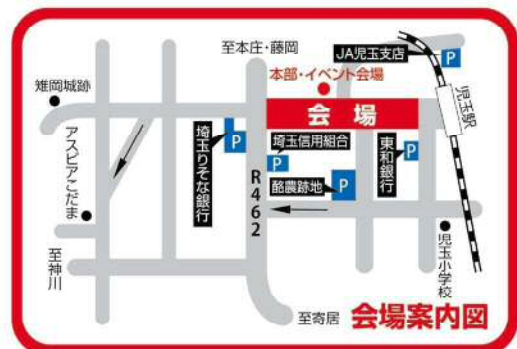 至本庄・藤岡
JA児玉支店
P
本部・イベント会場
雉岡城跡
会場
児玉駅
アスピアこだま
埼玉りそな銀行
P
埼玉信用組合
P
東和銀行
P
酪農跡地
P
R462
児玉小学校
至神川
至寄居
会場案内図